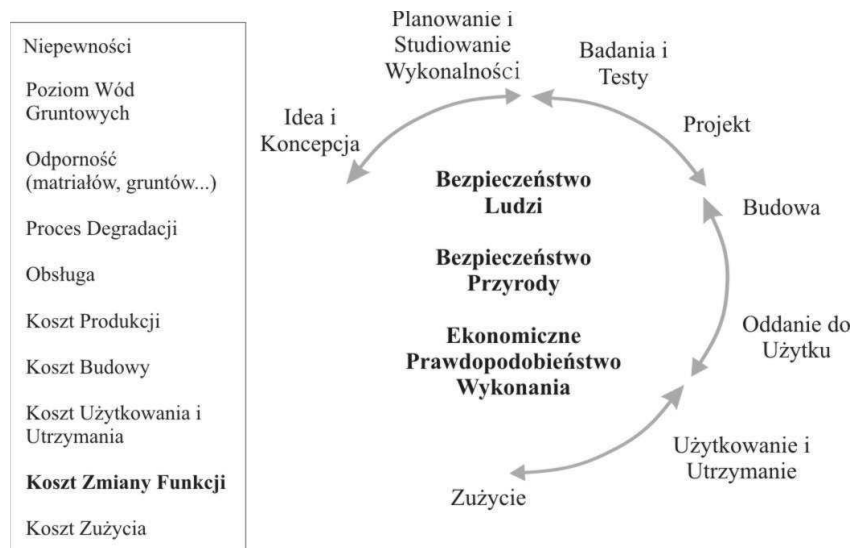 Niepewności
Poziom Wód
Gruntowych
Odporność
(matriałów, gruntów...)
Proces Degradacji
Obsługa
Koszt Produkcji
Koszt Budowy
Koszt Użytkowania i
Utrzymania
Koszt Zmiany Funkcji
Koszt Zużycia
Idea i
Koncepcja
Planowanie i
Studiowanie
Wykonalności
Badania i
Testy
Projekt
Budowa
Oddanie do
Użytku
Użytkowanie i
Utrzymanie
Zużycie
Bezpieczeństwo
Ludzi
Bezpieczeństwo
Przyrody
Ekonomiczne
Prawdopodobieństwo
Wykonania